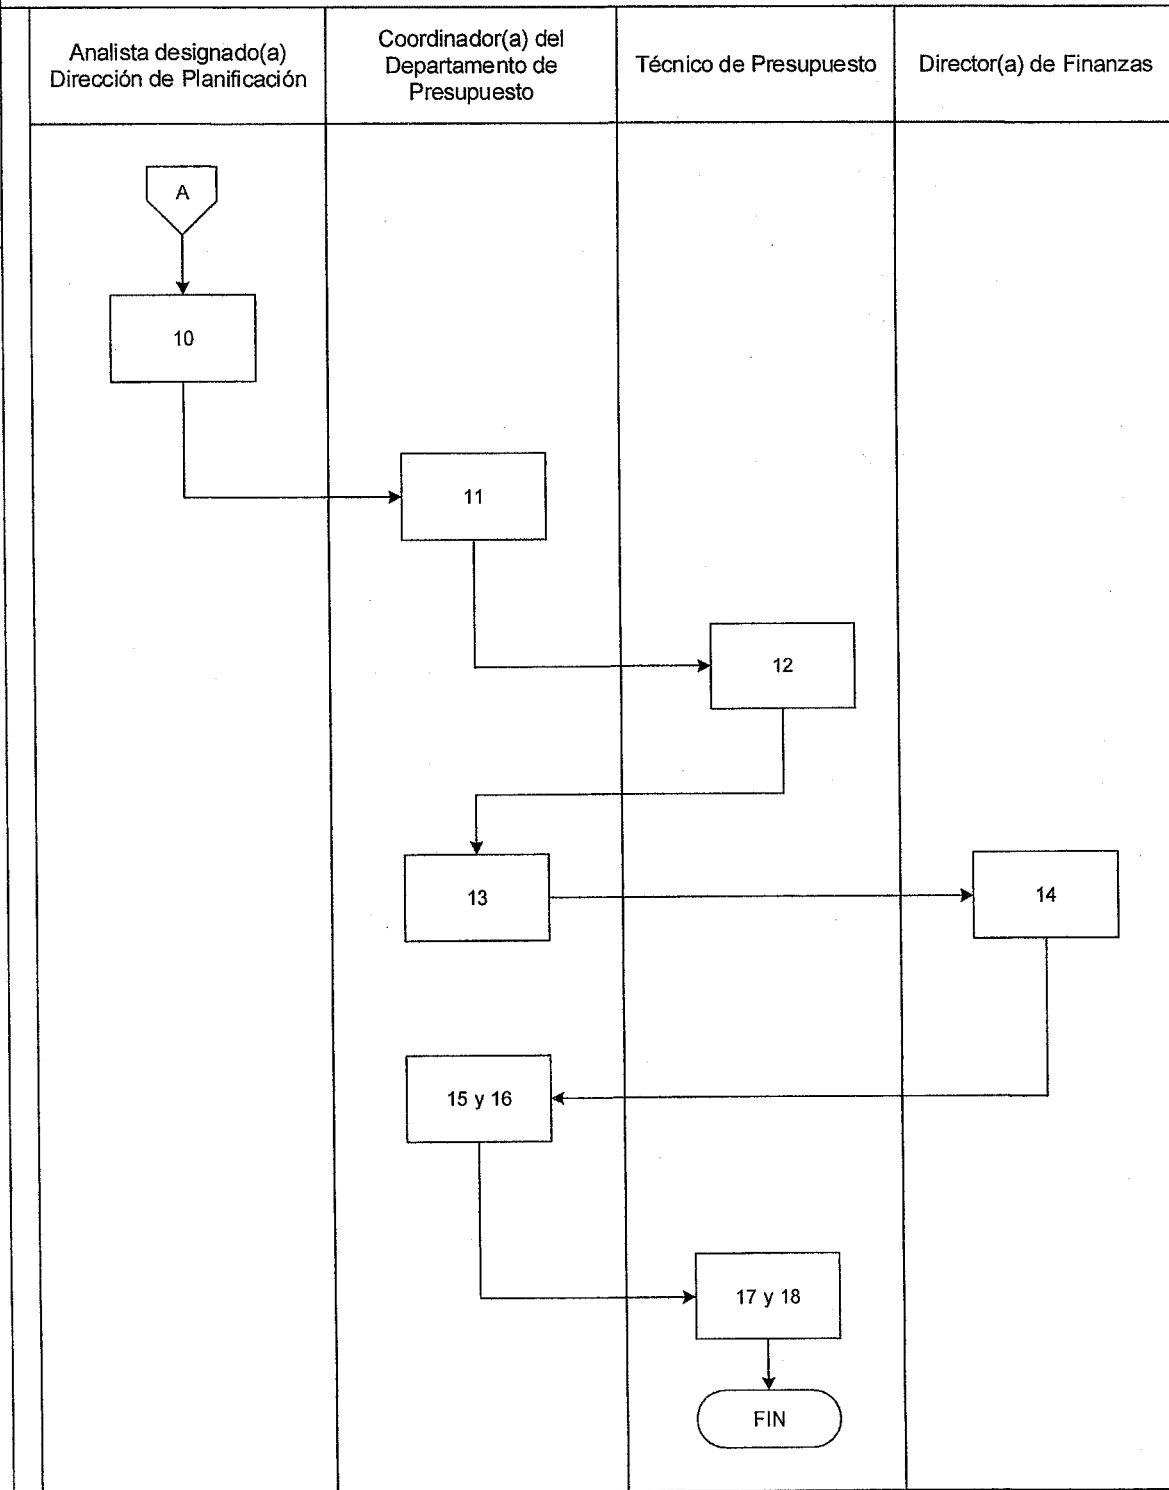 Analista designado(a)
Dirección de Planificación
Coordinador(a) del
Departamento de
Presupuesto
Técnico de Presupuesto
Director(a) de Finanzas
A
10
11
12
13
14
15 y 16
17 y 18
FIN